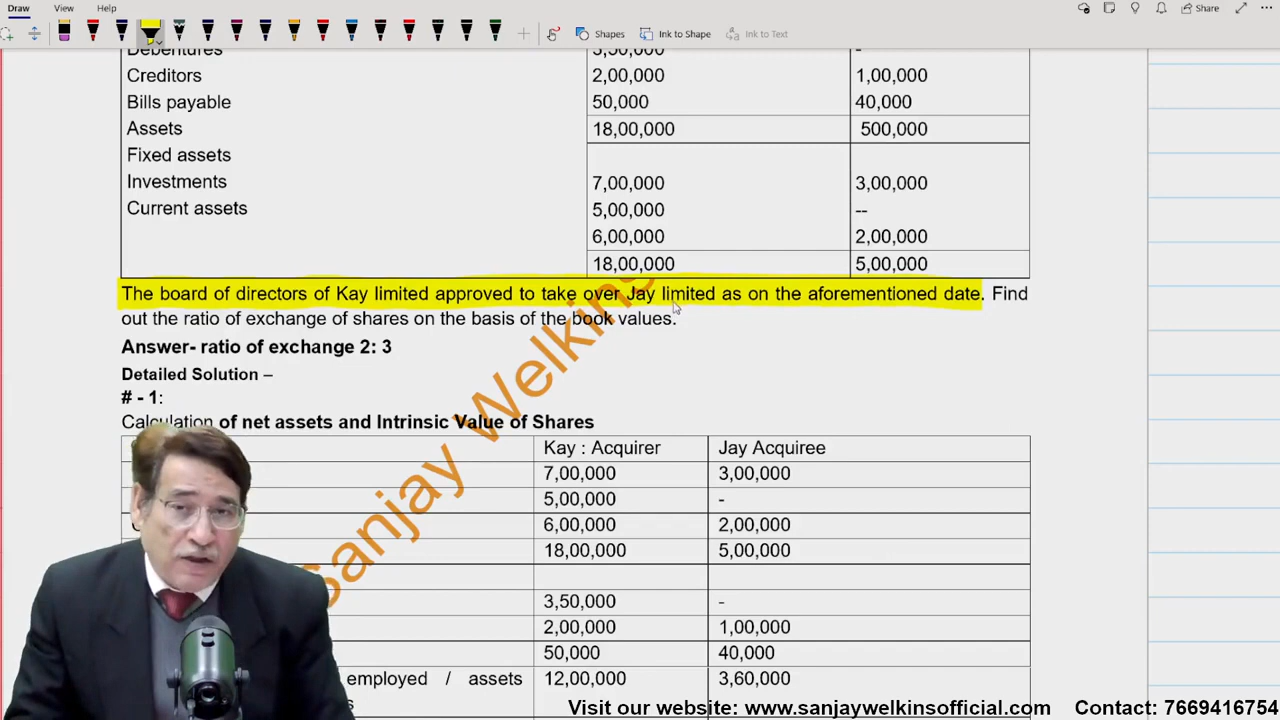 Draw View Help
Share
Shapes Ink to Shape Ink to Text
Debentures 3,50,000 -
Creditors 2,00,000 1,00,000
Bills payable 50,000 40,000
Assets 18,00,000 500,000
Fixed assets
Investments 7,00,000 3,00,000
Current assets 5,00,000 --
6,00,000 2,00,000
18,00,000 5,00,000
The board of directors of Kay limited approved to take over Jay limited as on the aforementioned date. Find
out the ratio of exchange of shares on the basis of the book values.
Answer- ratio of exchange 2: 3
Detailed Solution –
# - 1:
Calculation of net assets and Intrinsic Value of Shares
Kay : Acquirer Jay Acquiree
7,00,000 3,00,000
5,00,000 -
6,00,000 2,00,000
18,00,000 5,00,000
3,50,000 -
2,00,000 1,00,000
50,000 40,000
employed / assets 12,00,000 3,60,000
Sanjay Welkins
Visit our website: www.sanjaywelkinsofficial.com Contact: 7669416754